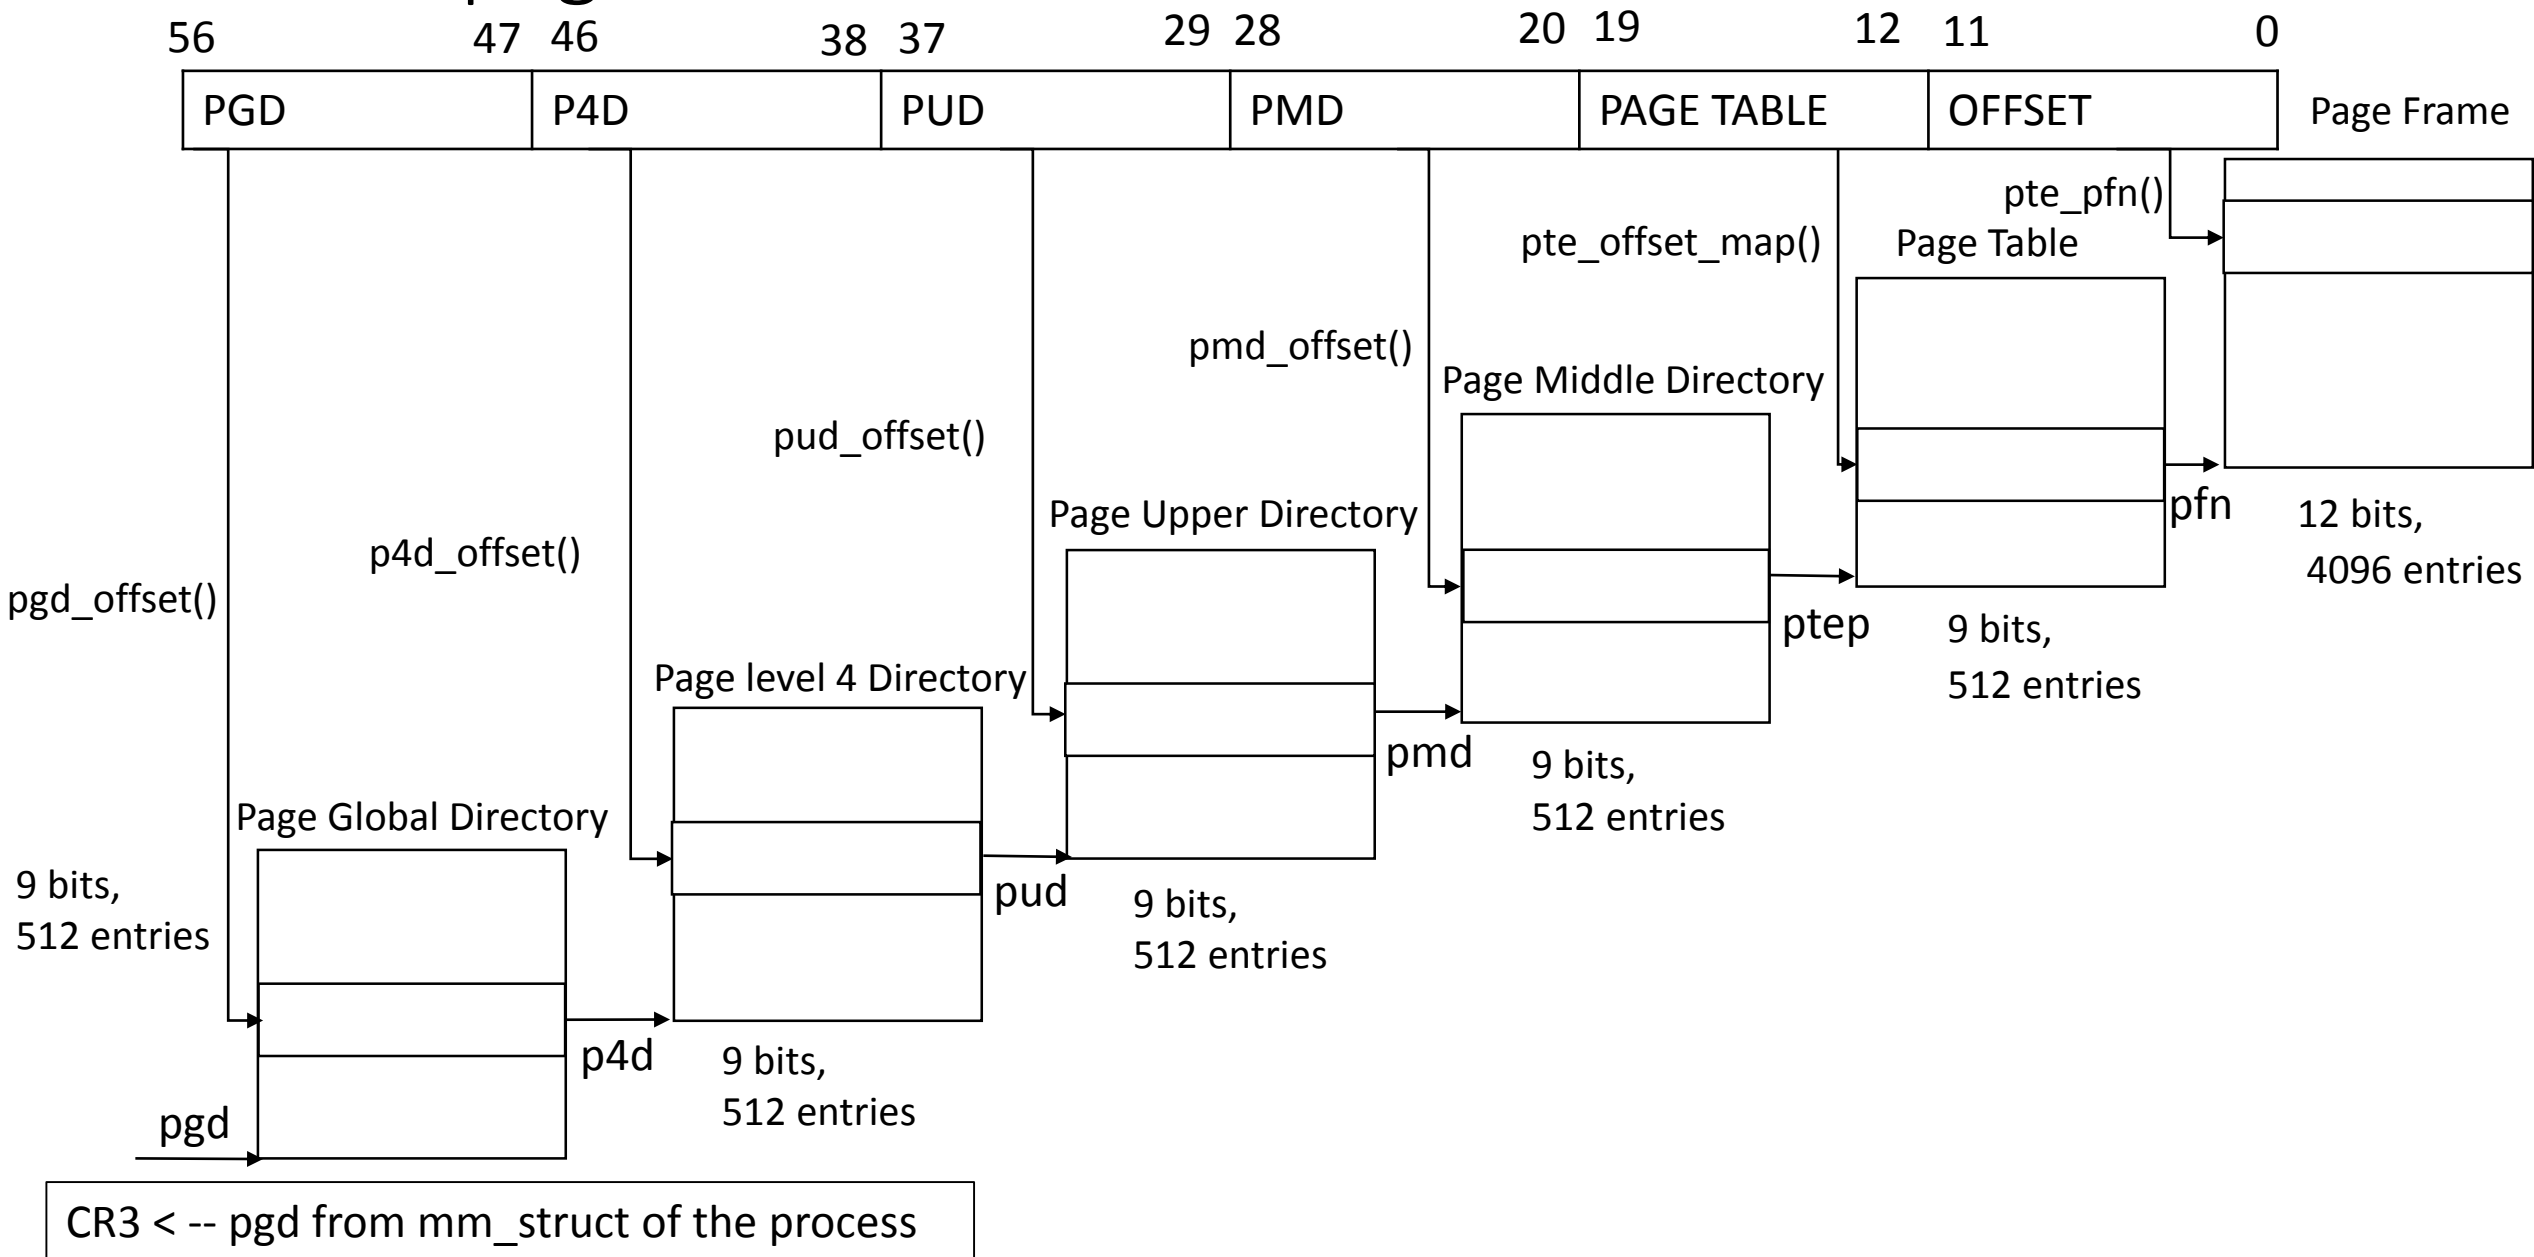 56 47 46 38 37 29 28 20 19 12 11 0
PGD P4D PUD PMD PAGE TABLE OFFSET Page Frame
pte_pfn()
pte_offset_map() Page Table
pmd_offset()
Page Middle Directory
pud_offset()
pfn
12 bits,
4096 entries
Page Upper Directory
p4d_offset()
pgd_offset()
ptep
9 bits,
512 entries
Page level 4 Directory
pmd
9 bits,
512 entries
Page Global Directory
9 bits,
512 entries
pud
9 bits,
512 entries
p4d
9 bits,
512 entries
pgd
CR3 < -- pgd from mm_struct of the process